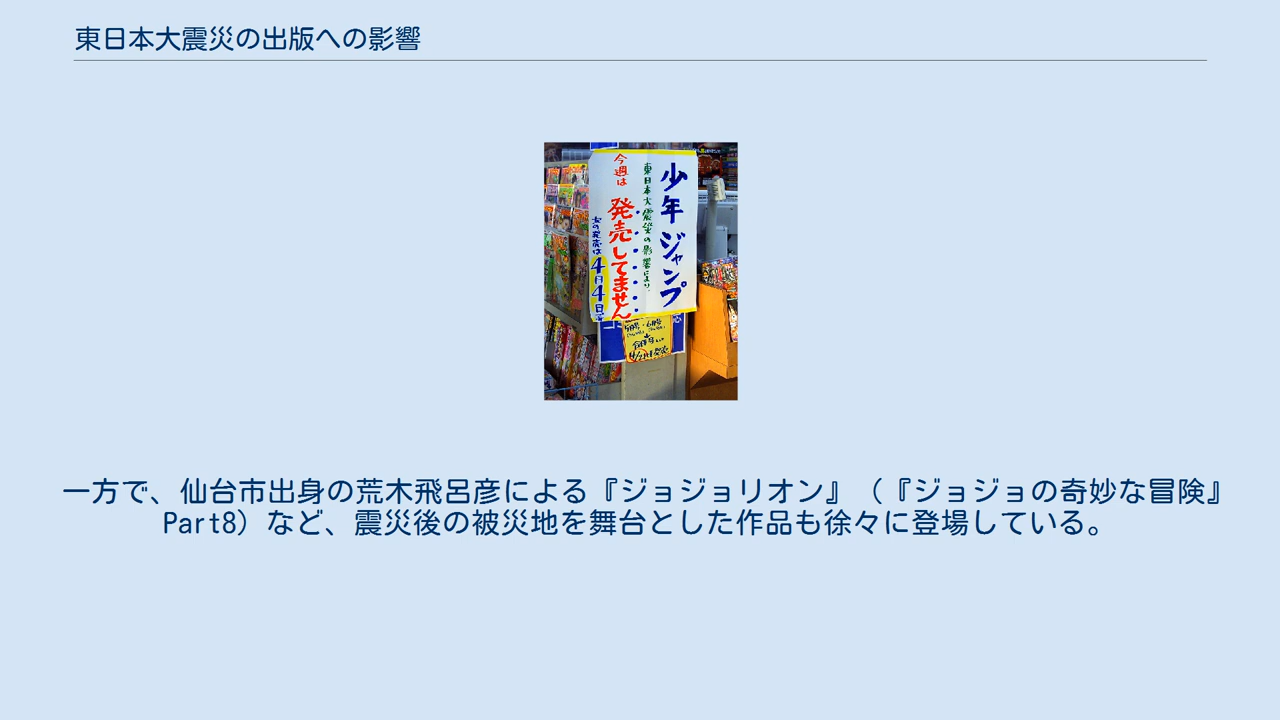 東日本大震災の出版への影響
少年ジャンプ
東日本大震災の影響により、
今週は発売してません
次の発売は4月4日
一方で、仙台市出身の荒木飛呂彦による『ジョジョリオン』（『ジョジョの奇妙な冒険』
Part8）など、震災後の被災地を舞台とした作品も徐々に登場している。